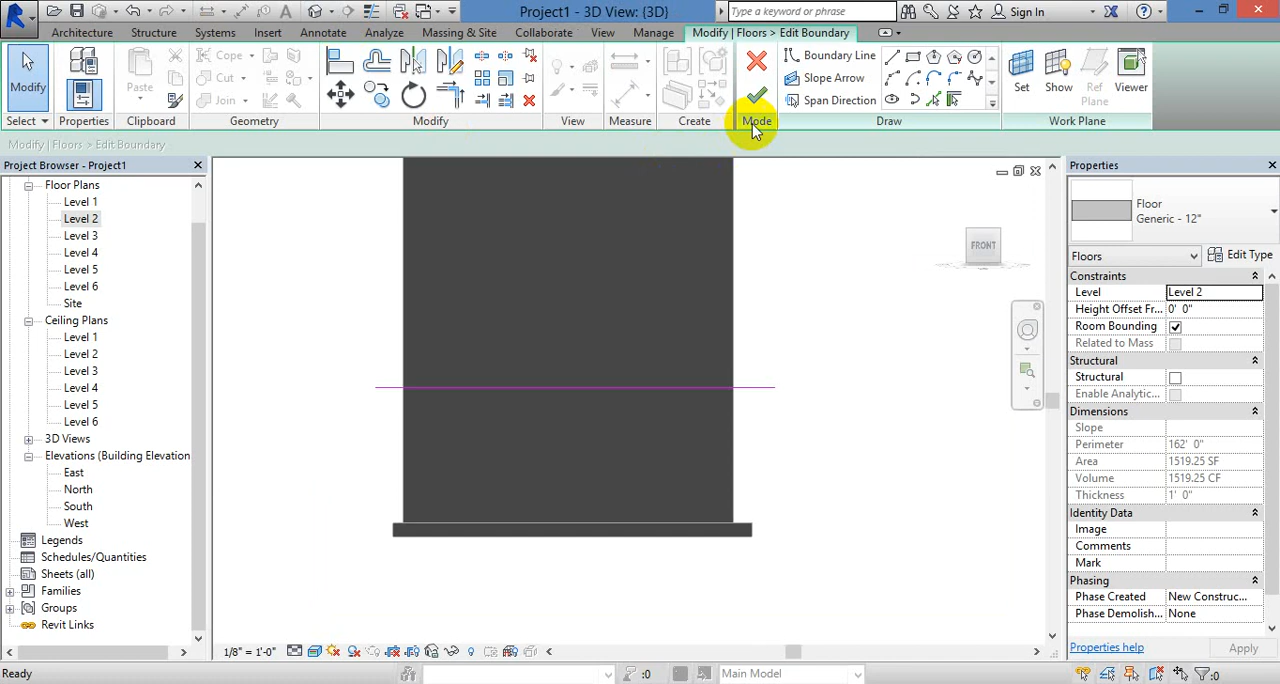 Project1 - 3D View: {3D}
Type a keyword or phrase
Sign In
Architecture
Structure
Systems
Insert
Annotate
Analyze
Massing & Site
Collaborate
View
Manage
Modify | Floors > Edit Boundary
Modify
Paste
Cope
Cut
Join
Boundary Line
Slope Arrow
Span Direction
Set
Show
Ref
Plane
Viewer
Select
Properties
Clipboard
Geometry
Modify
View
Measure
Create
Mode
Draw
Work Plane
Modify | Floors > Edit Boundary
Project Browser - Project1
Floor Plans
Level 1
Level 2
Level 3
Level 4
Level 5
Level 6
Site
Ceiling Plans
Level 1
Level 2
Level 3
Level 4
Level 5
Level 6
3D Views
Elevations (Building Elevation
East
North
South
West
Legends
Schedules/Quantities
Sheets (all)
Families
Groups
Revit Links
FRONT
1/8" = 1'-0"
Properties
Floor
Generic - 12"
Floors
Edit Type
Constraints
Level Level 2
Height Offset Fr... 0' 0"
Room Bounding
Related to Mass
Structural
Structural
Enable Analytic...
Dimensions
Slope
Perimeter 162' 0"
Area 1519.25 SF
Volume 1519.25 CF
Thickness 1' 0"
Identity Data
Image
Comments
Mark
Phasing
Phase Created New Construc...
Phase Demolish... None
Properties help
Apply
Ready
:0
Main Model
:0